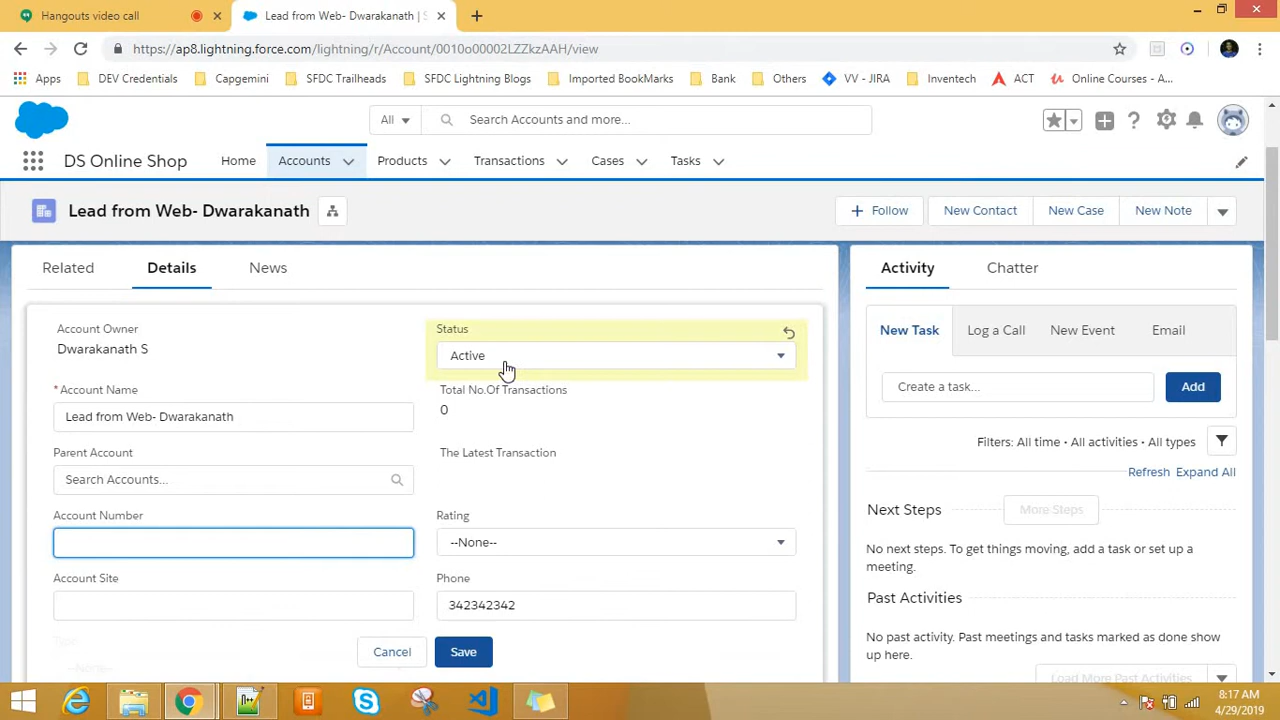 Hangouts video call
Lead from Web- Dwarakanath | S
https://ap8.lightning.force.com/lightning/r/Account/0010o00002LZZkzAAH/view
Apps
DEV Credentials
Capgemini
SFDC Trailheads
SFDC Lightning Blogs
Imported BookMarks
Bank
Others
VV - JIRA
Inventech
ACT
Online Courses - A...
All
Search Accounts and more...
DS Online Shop
Home
Accounts
Products
Transactions
Cases
Tasks
Lead from Web- Dwarakanath
Follow
New Contact
New Case
New Note
Related
Details
News
Account Owner
Dwarakanath S
Status
Active
*Account Name
Lead from Web- Dwarakanath
Total No.Of Transactions
0
Parent Account
Search Accounts...
The Latest Transaction
Account Number
Rating
--None--
Account Site
Phone
342342342
Type
--None--
Cancel
Save
Activity
Chatter
New Task
Log a Call
New Event
Email
Create a task...
Add
Filters: All time • All activities • All types
Refresh
Expand All
Next Steps
More Steps
No next steps. To get things moving, add a task or set up a
meeting.
Past Activities
No past activity. Past meetings and tasks marked as done show
up here.
Load More Past Activities
8:17 AM
4/29/2019